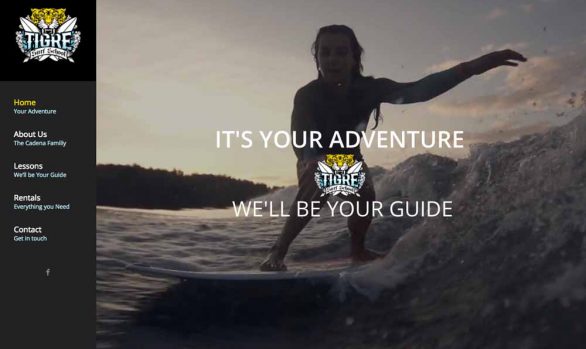 TIGRE
Surf School
Home
Your Adventure
About Us
The Cadena Familly
Lessons
We'll be Your Guide
Rentals
Everything you Need
Contact
Get in touch
f
IT'S YOUR ADVENTURE
TIGRE
Surf School
WE'LL BE YOUR GUIDE